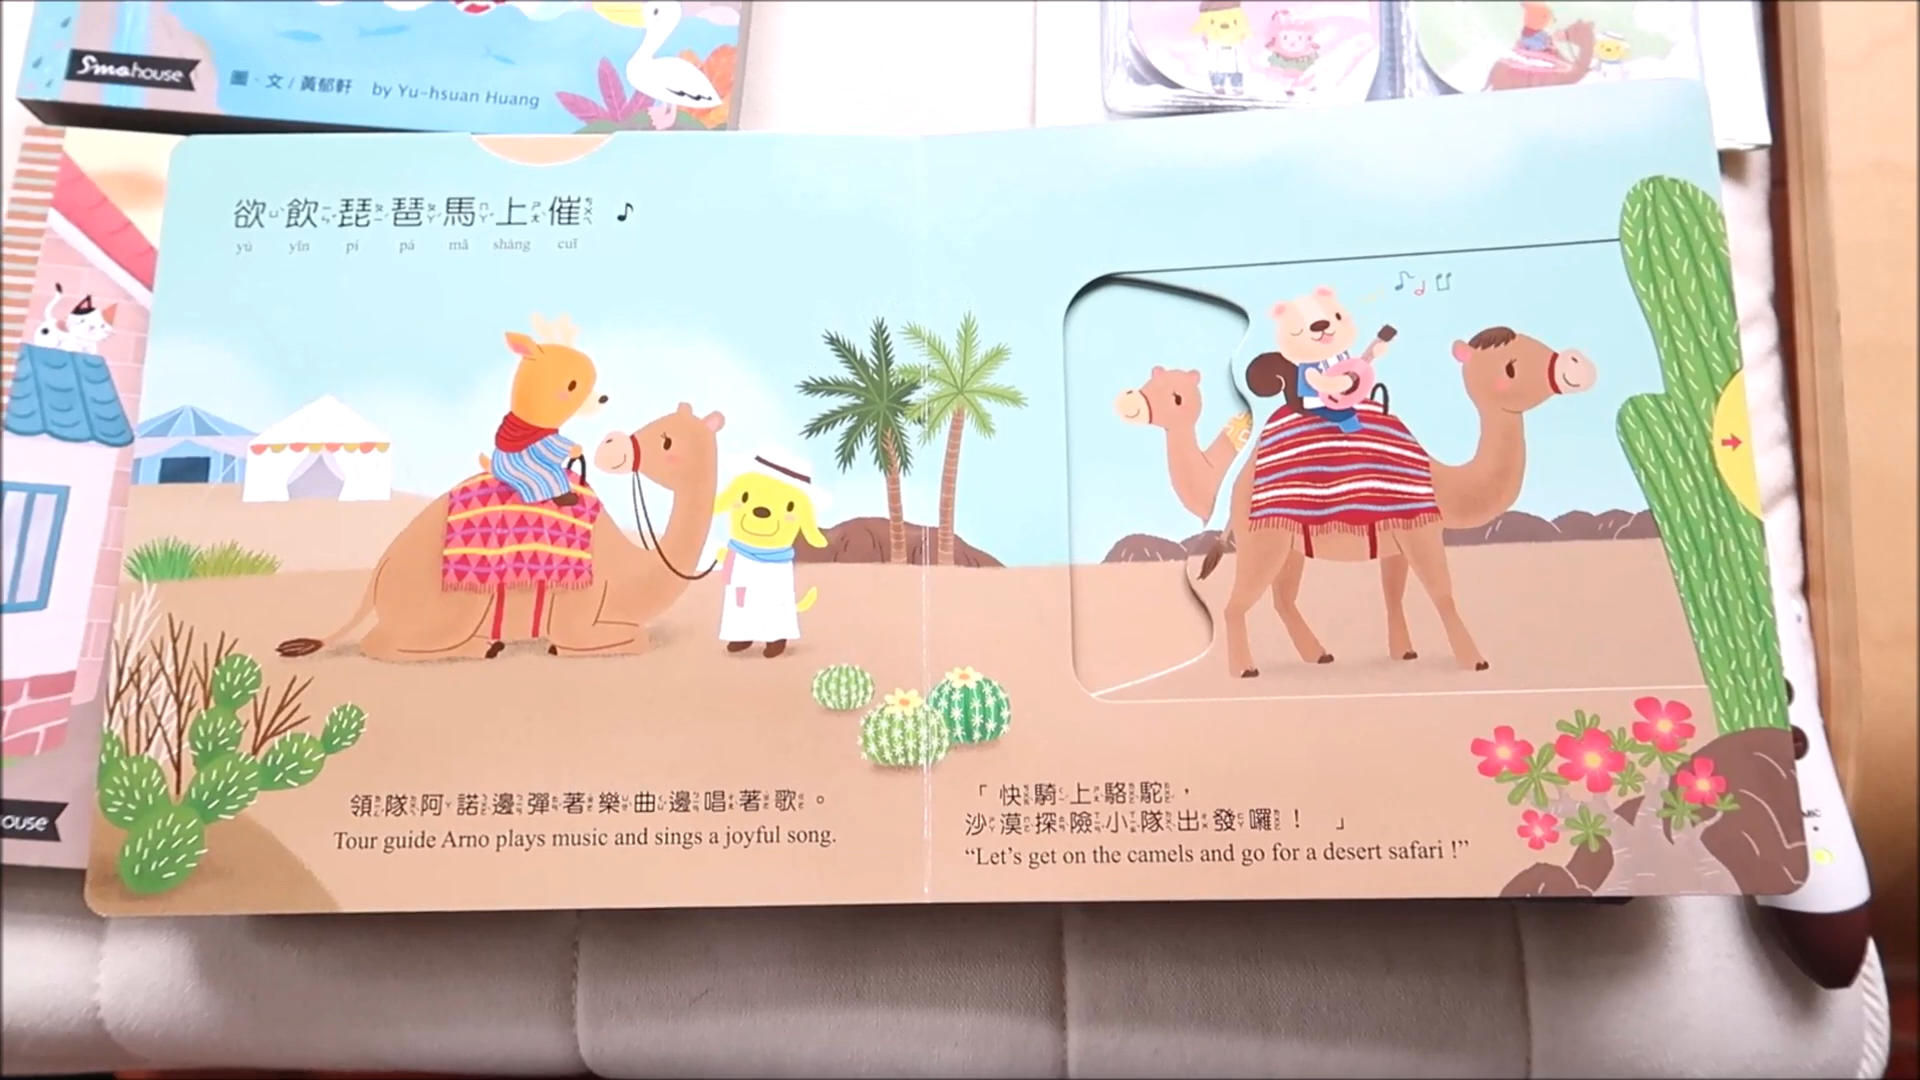 Smahouse
圖、文 / 黃郁軒 by Yu-hsuan Huang
欲飲琵琶馬上催 ♪
yù yǐn pí pá mǎ shàng cuī
領隊阿諾邊彈著樂曲邊唱著歌。
Tour guide Arno plays music and sings a joyful song.
「快騎上駱駝，
沙漠探險小隊出發囉！」
“Let's get on the camels and go for a desert safari !”
ouse